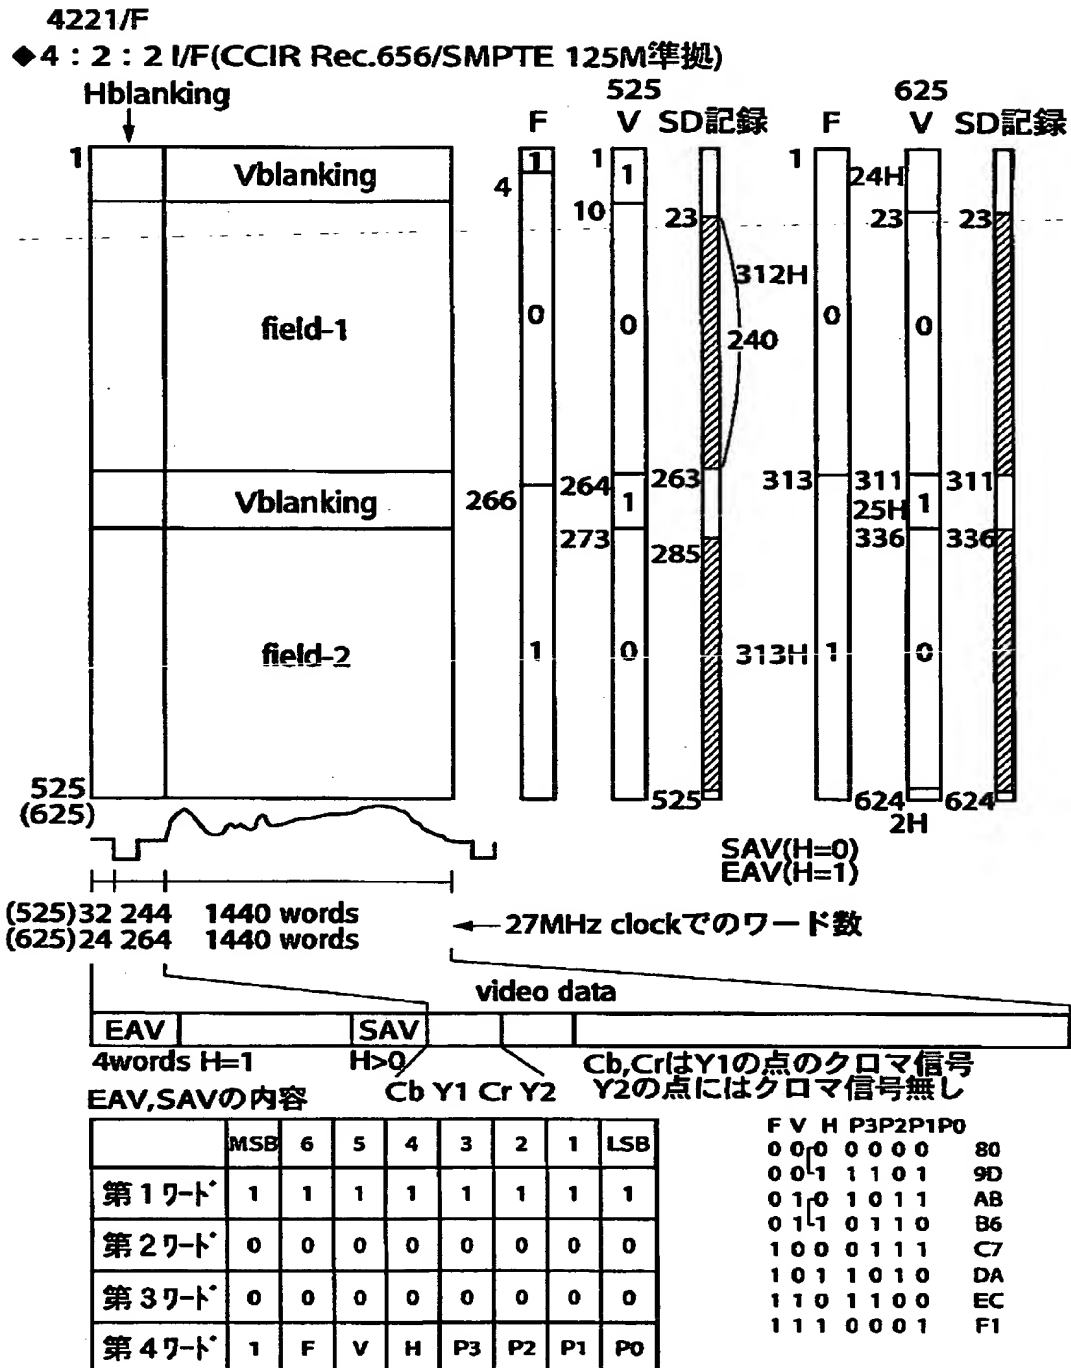 4221/F
◆4：2：2 I/F(CCIR Rec.656/SMPTE 125M準拠)
Hblanking
525
625
F V SD記録 F V SD記録
1 Vblanking 1 1 1 1 24H
4
10 23 23 23
312H
field-1 0 0 240 0 0
Vblanking 266 264 1 263 313 311 25H 1 311
273 285 336 336
field-2 1 0 313H 1 0
525
(625)
525 624 624
2H
SAV(H=0)
EAV(H=1)
(525)32 244 1440 words
(625)24 264 1440 words
←27MHz clockでのワード数
video data
EAV SAV
4words H=1 H>0
Cb Y1 Cr Y2
Cb,CrはY1の点のクロマ信号
Y2の点にはクロマ信号無し
EAV,SAVの内容
MSB 6 5 4 3 2 1 LSB
第1ﾜｰﾄﾞ 1 1 1 1 1 1 1 1
第2ﾜｰﾄﾞ 0 0 0 0 0 0 0 0
第3ﾜｰﾄﾞ 0 0 0 0 0 0 0 0
第4ﾜｰﾄﾞ 1 F V H P3 P2 P1 P0
F V H P3P2P1P0
0 0 0 0 0 0 0 80
0 0 1 1 1 0 1 9D
0 1 0 1 0 1 1 AB
0 1 1 0 1 1 0 B6
1 0 0 0 1 1 1 C7
1 0 1 1 0 1 0 DA
1 1 0 1 1 0 0 EC
1 1 1 0 0 0 1 F1